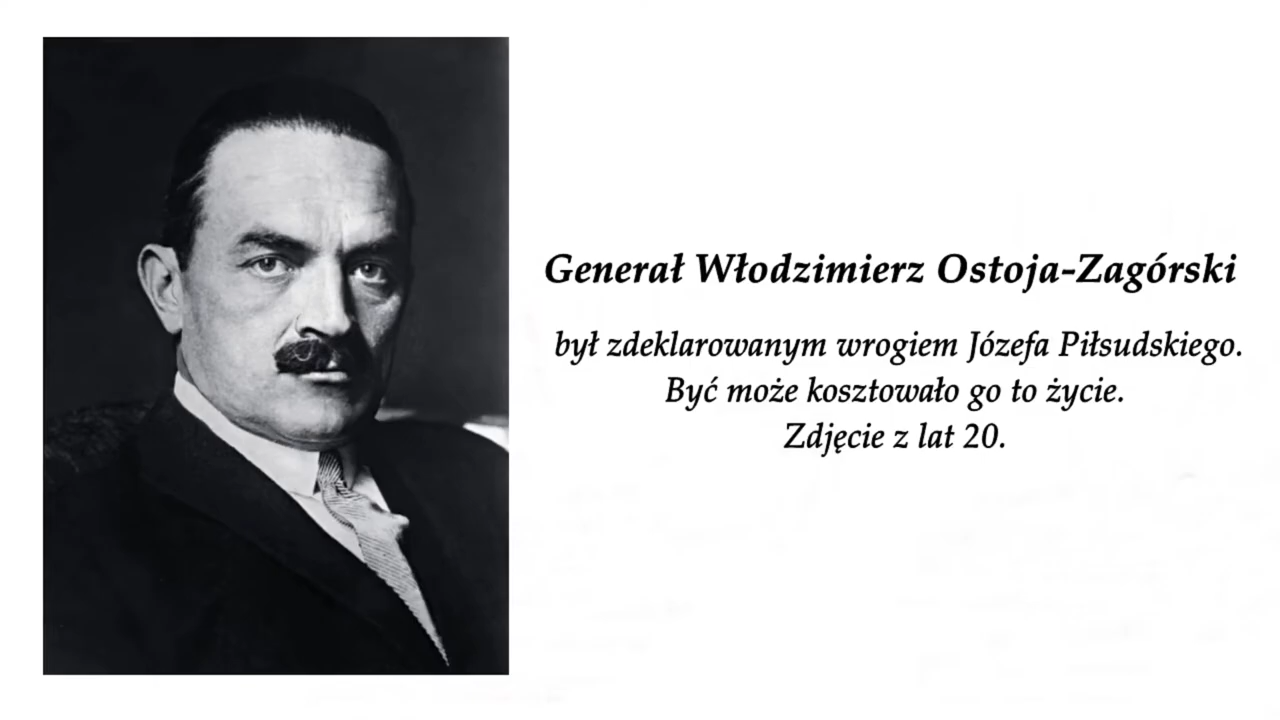 Generał Włodzimierz Ostoja-Zagórski
był zdeklarowanym wrogiem Józefa Piłsudskiego.
Być może kosztowało go to życie.
Zdjęcie z lat 20.